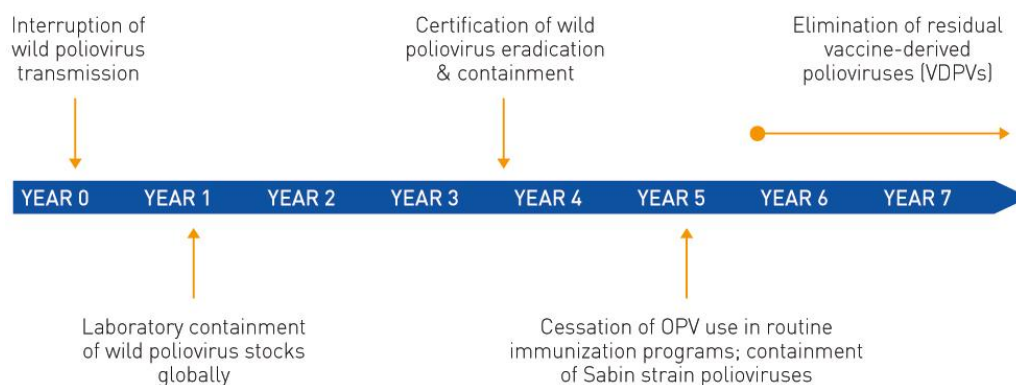 Interruption of
wild poliovirus
transmission
Certification of wild
poliovirus eradication
& containment
Elimination of residual
vaccine-derived
polioviruses (VDPVs)
YEAR 0 YEAR 1 YEAR 2 YEAR 3 YEAR 4 YEAR 5 YEAR 6 YEAR 7
Laboratory containment
of wild poliovirus stocks
globally
Cessation of OPV use in routine
immunization programs; containment
of Sabin strain polioviruses